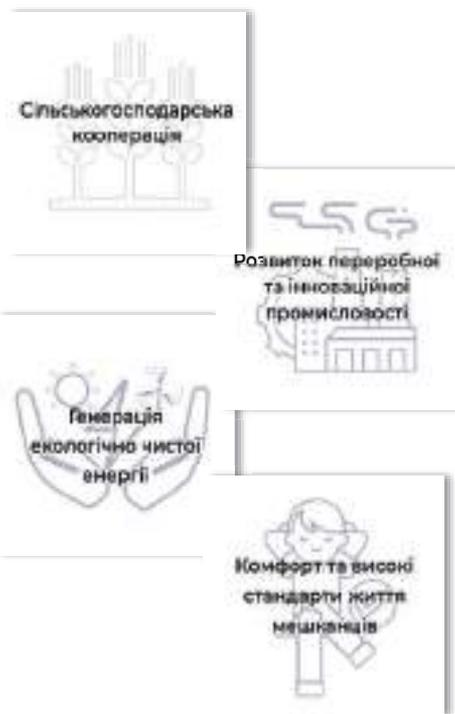 Сільськогосподарська
кооперація
Розвиток переробної
та інноваційної
промисловості
Генерація
екологічно чистої
енергії
Комфорт та високі
стандарти життя
мешканців